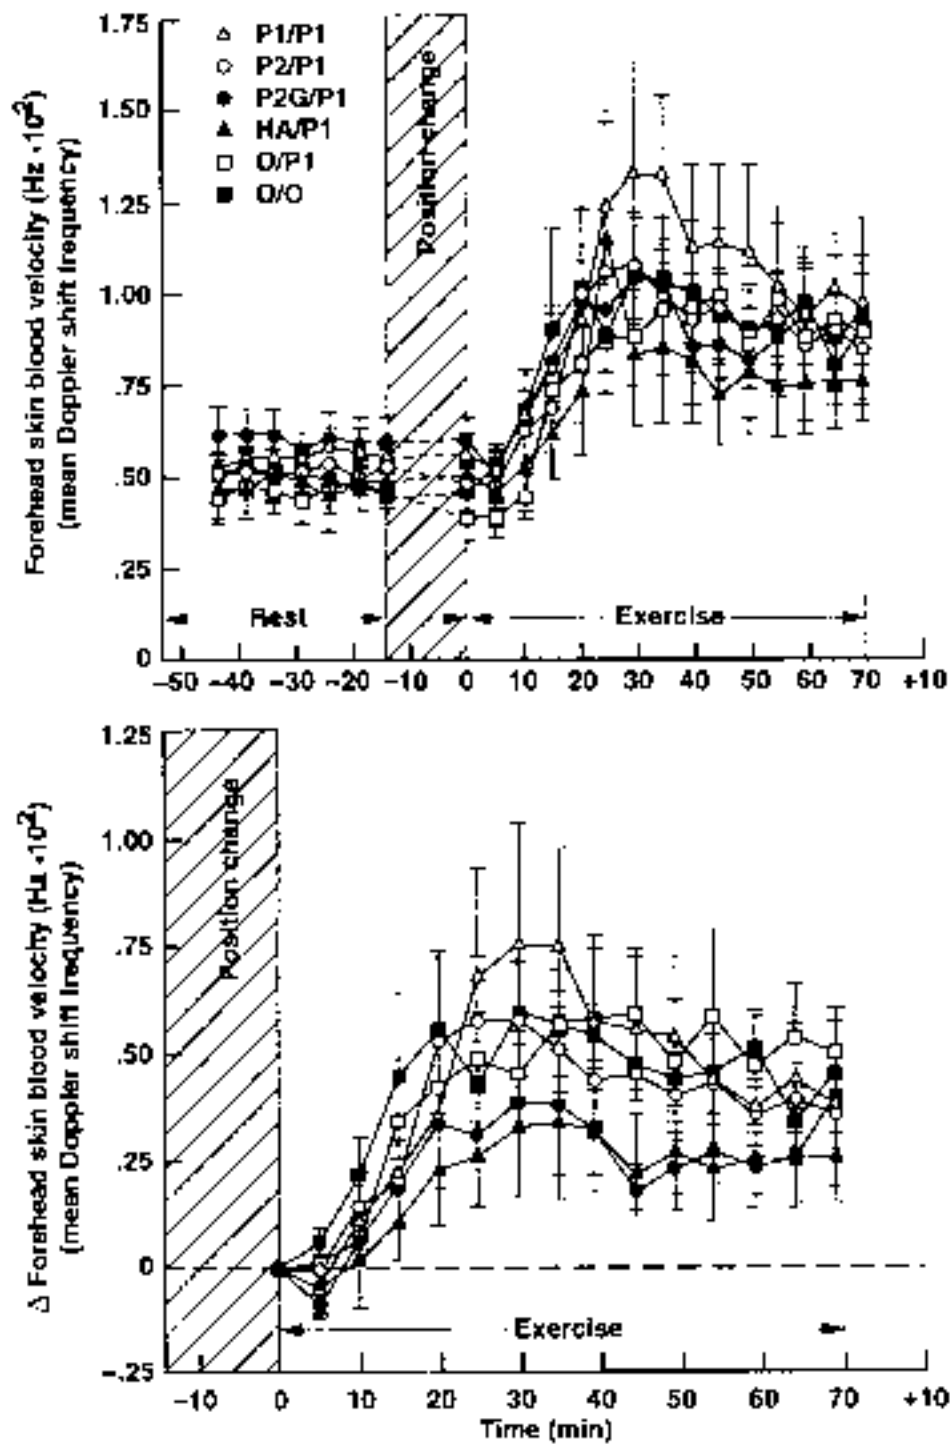 Forehead skin blood velocity (Hz · 10²)
(mean Doppler shift frequency)
1.75
1.50
1.25
1.00
.75
.50
.25
0
P1/P1
P2/P1
P2G/P1
HA/P1
O/P1
O/O
Position change
Rest
Exercise
−50 −40 −30 −20 −10 0 10 20 30 40 50 60 70 +10
Δ Forehead skin blood velocity (Hz · 10²)
(mean Doppler shift frequency)
1.25
1.00
.75
.50
.25
0
−.25
Position change
Exercise
−10 0 10 20 30 40 50 60 70 +10
Time (min)